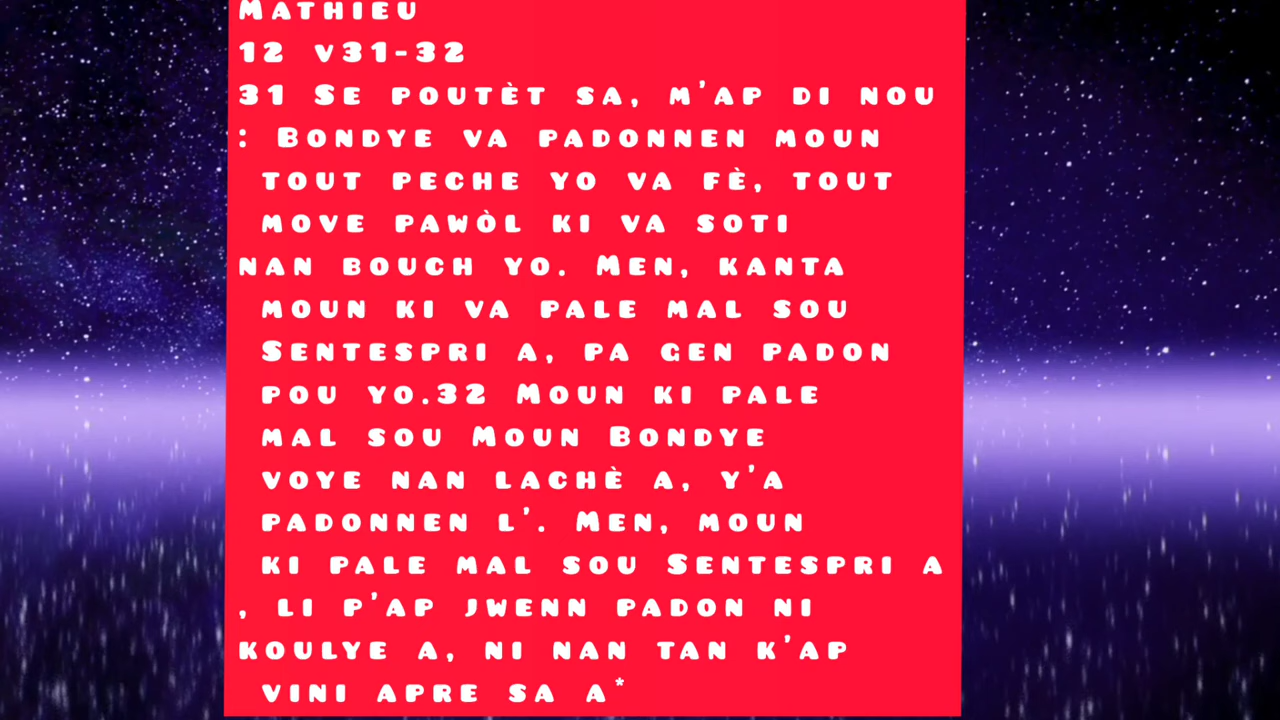 Mathieu
12 v31-32
31 Se poutèt sa, m'ap di nou
: Bondye va padonnen moun
tout peche yo va fè, tout
move pawòl ki va soti
nan bouch yo. Men, kanta
moun ki va pale mal sou
Sentespri a, pa gen padon
pou yo.32 Moun ki pale
mal sou Moun Bondye
voye nan lachè a, y'a
padonnen l'. Men, moun
ki pale mal sou Sentespri a
, li p'ap jwenn padon ni
koulye a, ni nan tan k'ap
vini apre sa a*